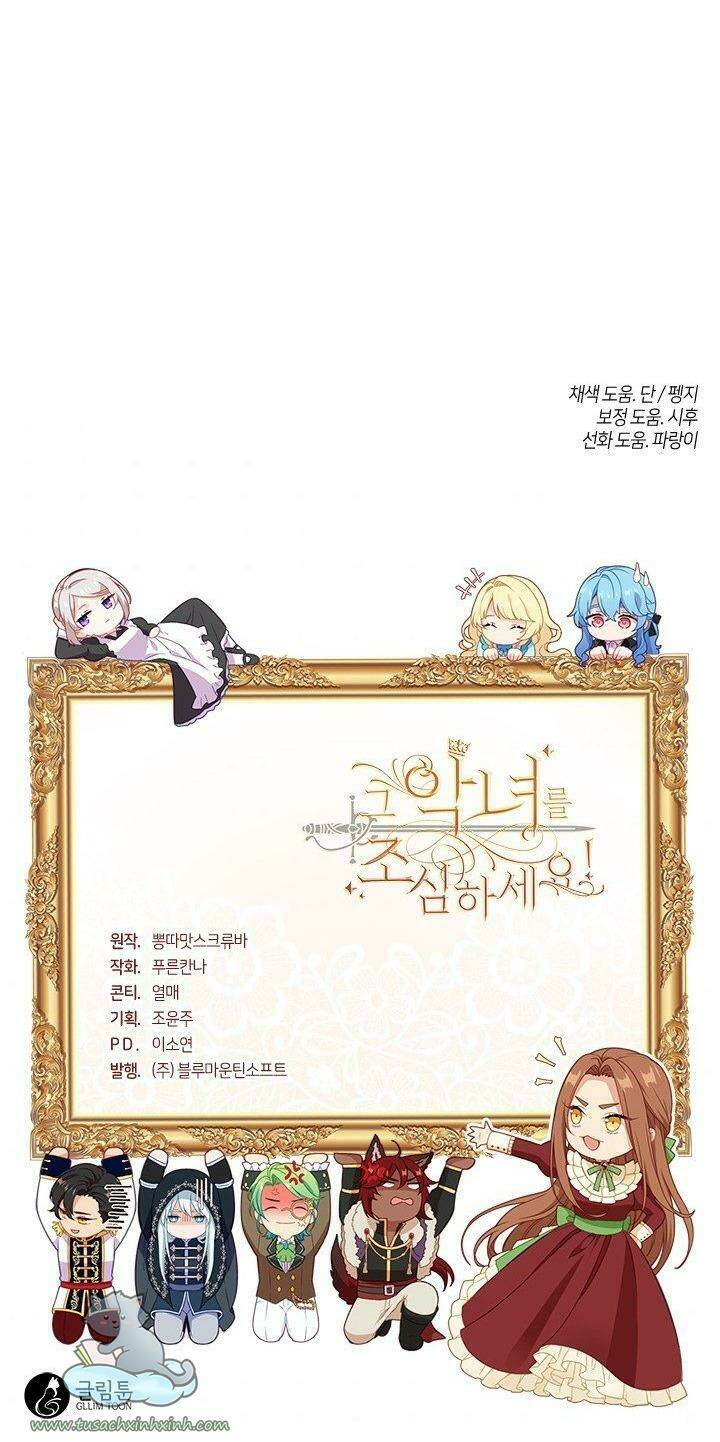 채색 도움. 단 / 펭지
보정 도움. 시후
선화 도움. 파랑이
그 악녀를
조심하세요!
원작. 뽕따맛스크류바
작화. 푸른칸나
콘티. 열매
기획. 조윤주
PD. 이소연
발행. (주) 블루마운틴소프트
글림툰
GLLIM TOON
www.tusachxinhxinh.com